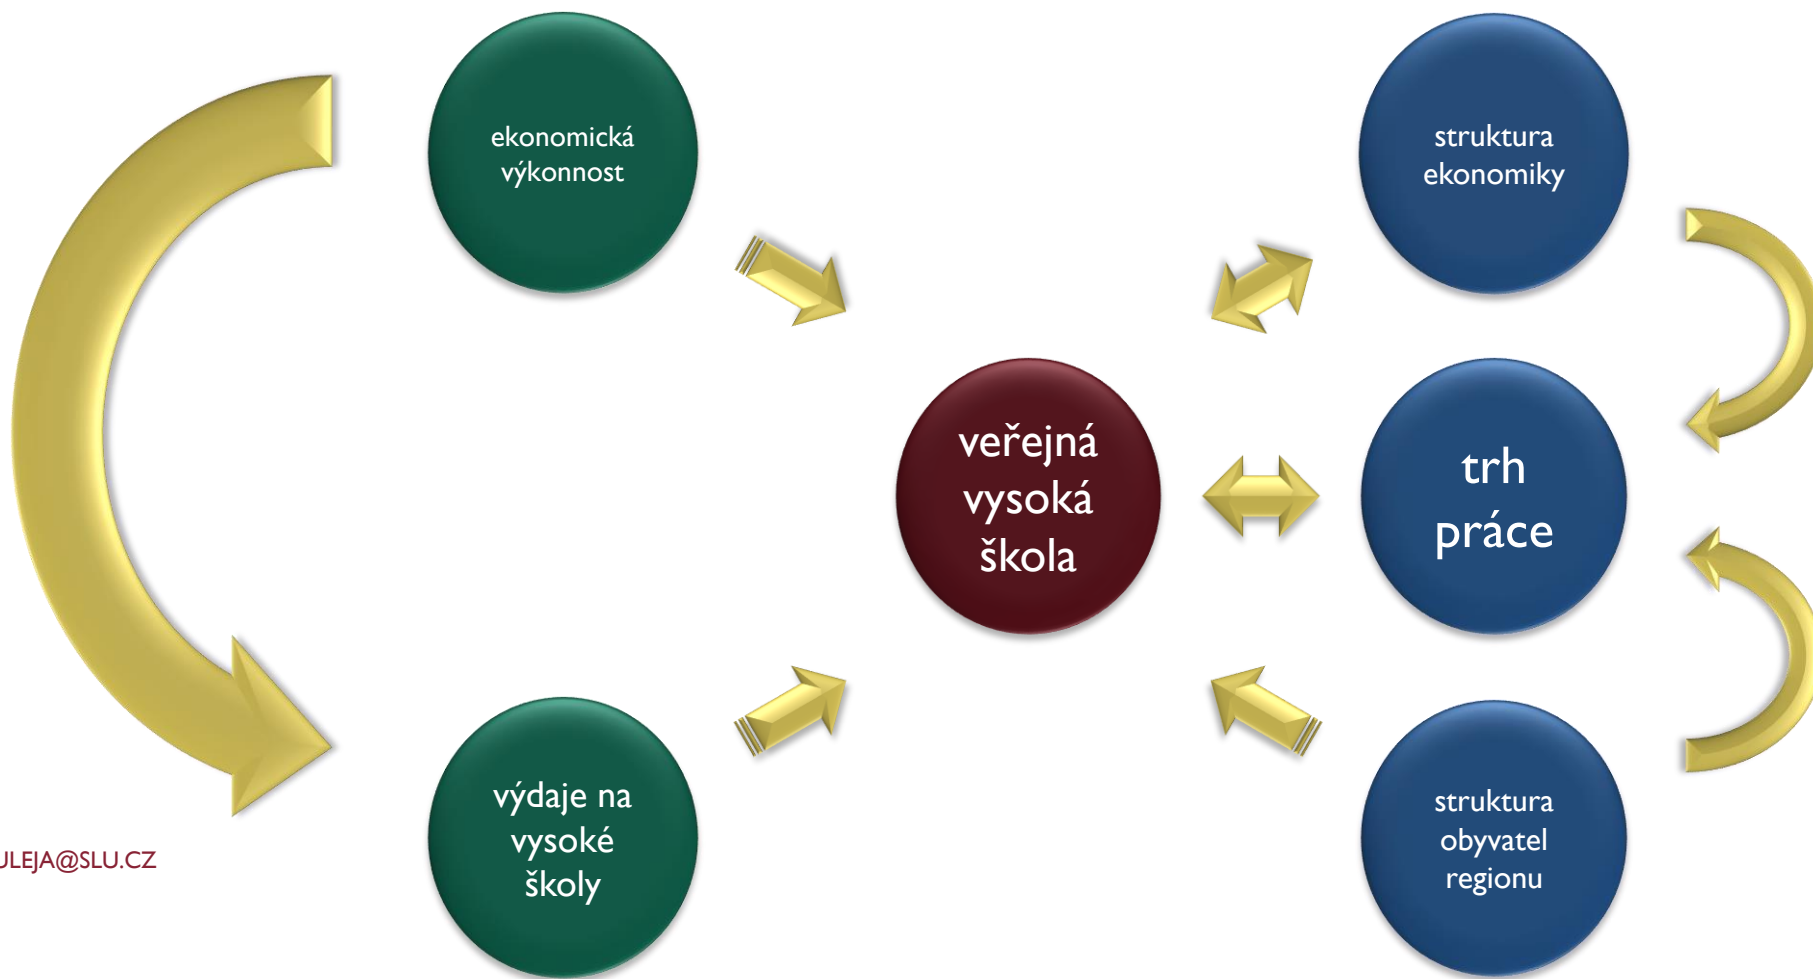 ekonomická
výkonnost
struktura
ekonomiky
veřejná
vysoká
škola
trh
práce
výdaje na
vysoké
školy
struktura
obyvatel
regionu
ULEJA@SLU.CZ